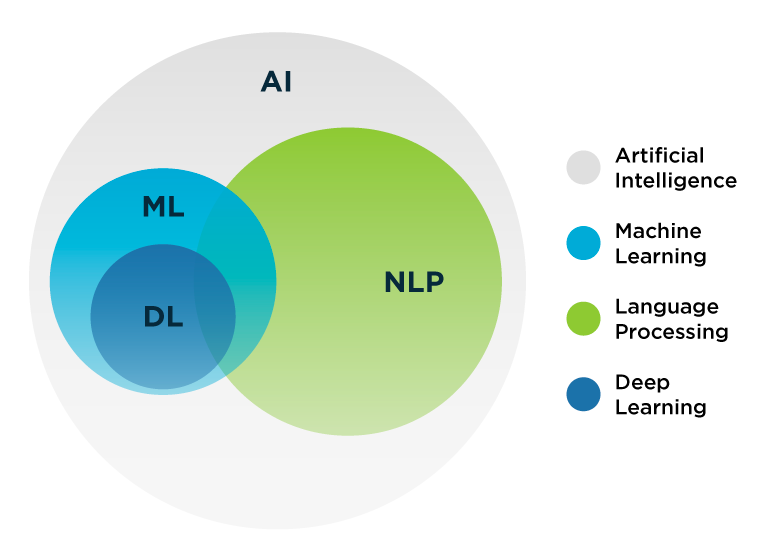 AI
ML
NLP
DL
Artificial
Intelligence
Machine
Learning
Language
Processing
Deep
Learning